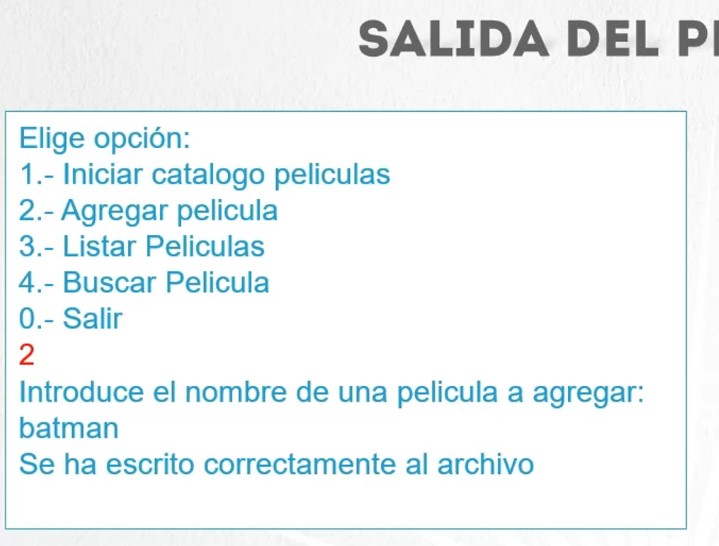 SALIDA DEL
Elige opción:
1.- Iniciar catalogo peliculas
2.- Agregar pelicula
3.- Listar Peliculas
4.- Buscar Pelicula
0.- Salir
2
Introduce el nombre de una pelicula a agregar:
batman
Se ha escrito correctamente al archivo